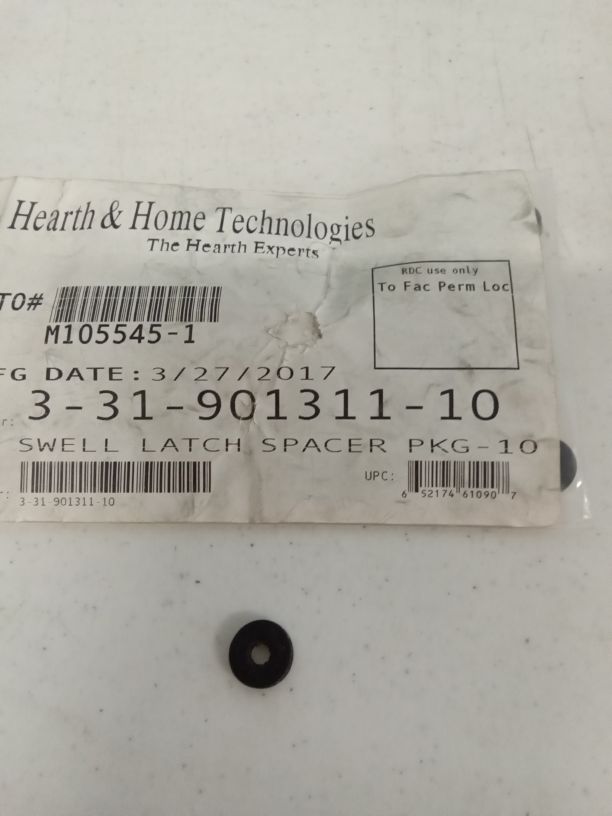 Hearth & Home Technologies
The Hearth Experts
RDC use only
To Fac Perm Loc
TO#
M105545-1
FG DATE: 3/27/2017
r: 3-31-901311-10
SWELL LATCH SPACER PKG-10
r:
3-31-901311-10
UPC:
6 52174 61090 7